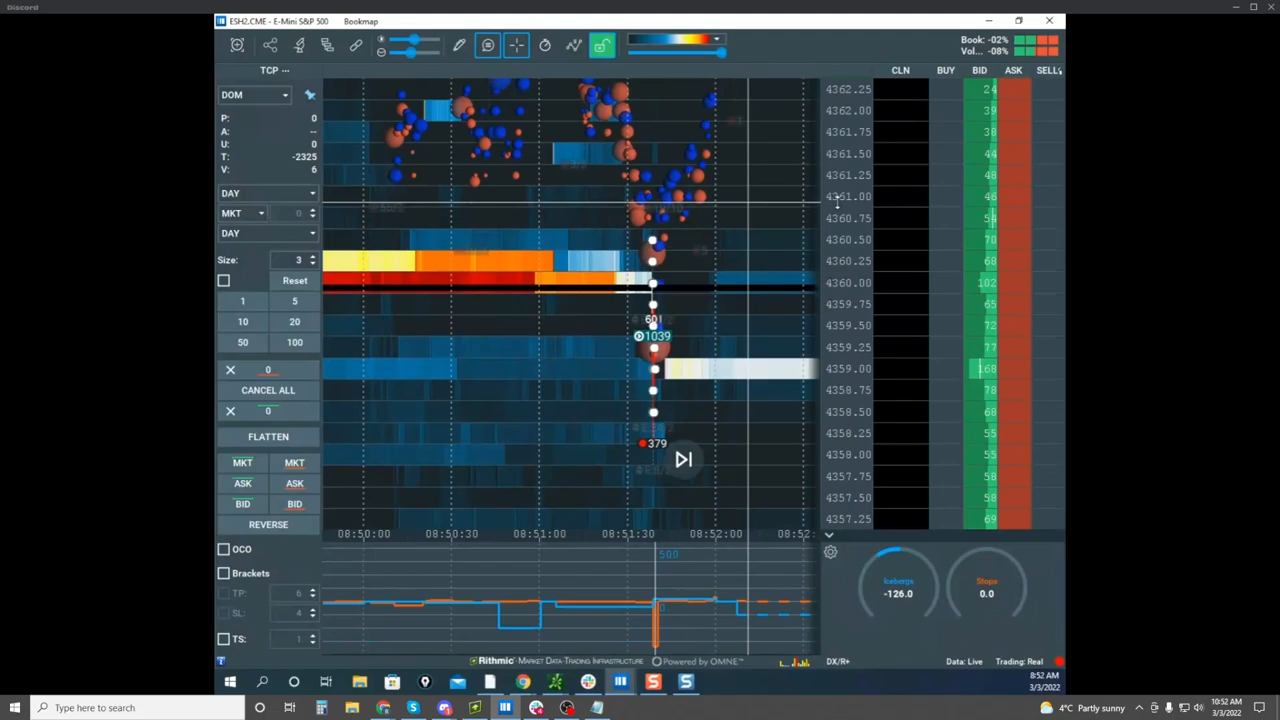 Discord
ESH2.CME - E-Mini S&P 500 Bookmap
Book: -02%
Vol... -08%
TCP ...
CLN BUY BID ASK SELL
DOM
P: 0
A: --
U: 0
T: -2325
V: 6
DAY
MKT 0
DAY
Size: 3
Reset
1 5
10 20
50 100
0
CANCEL ALL
0
FLATTEN
MKT MKT
ASK ASK
BID BID
REVERSE
OCO
Brackets
TP: 6
SL: 4
TS: 1
601
1039
379
4362.25 24
4362.00 39
4361.75 38
4361.50 44
4361.25 48
4361.00 46
4360.75 54
4360.50 70
4360.25 66
4360.00 102
4359.75 65
4359.50 72
4359.25 77
4359.00 168
4358.75 78
4358.50 68
4358.25 55
4358.00 55
4357.75 58
4357.50 58
4357.25 69
08:50:00 08:50:30 08:51:00 08:51:30 08:52:00 08:52:
500
0
Icebergs
-126.0
Stops
0.0
Rithmic MARKET DATA-TRADING INFRASTRUCTURE Powered by OMNE™
DX/R+ Data: Live Trading: Real
8:52 AM
3/3/2022
Type here to search
4°C Partly sunny
10:52 AM
3/3/2022